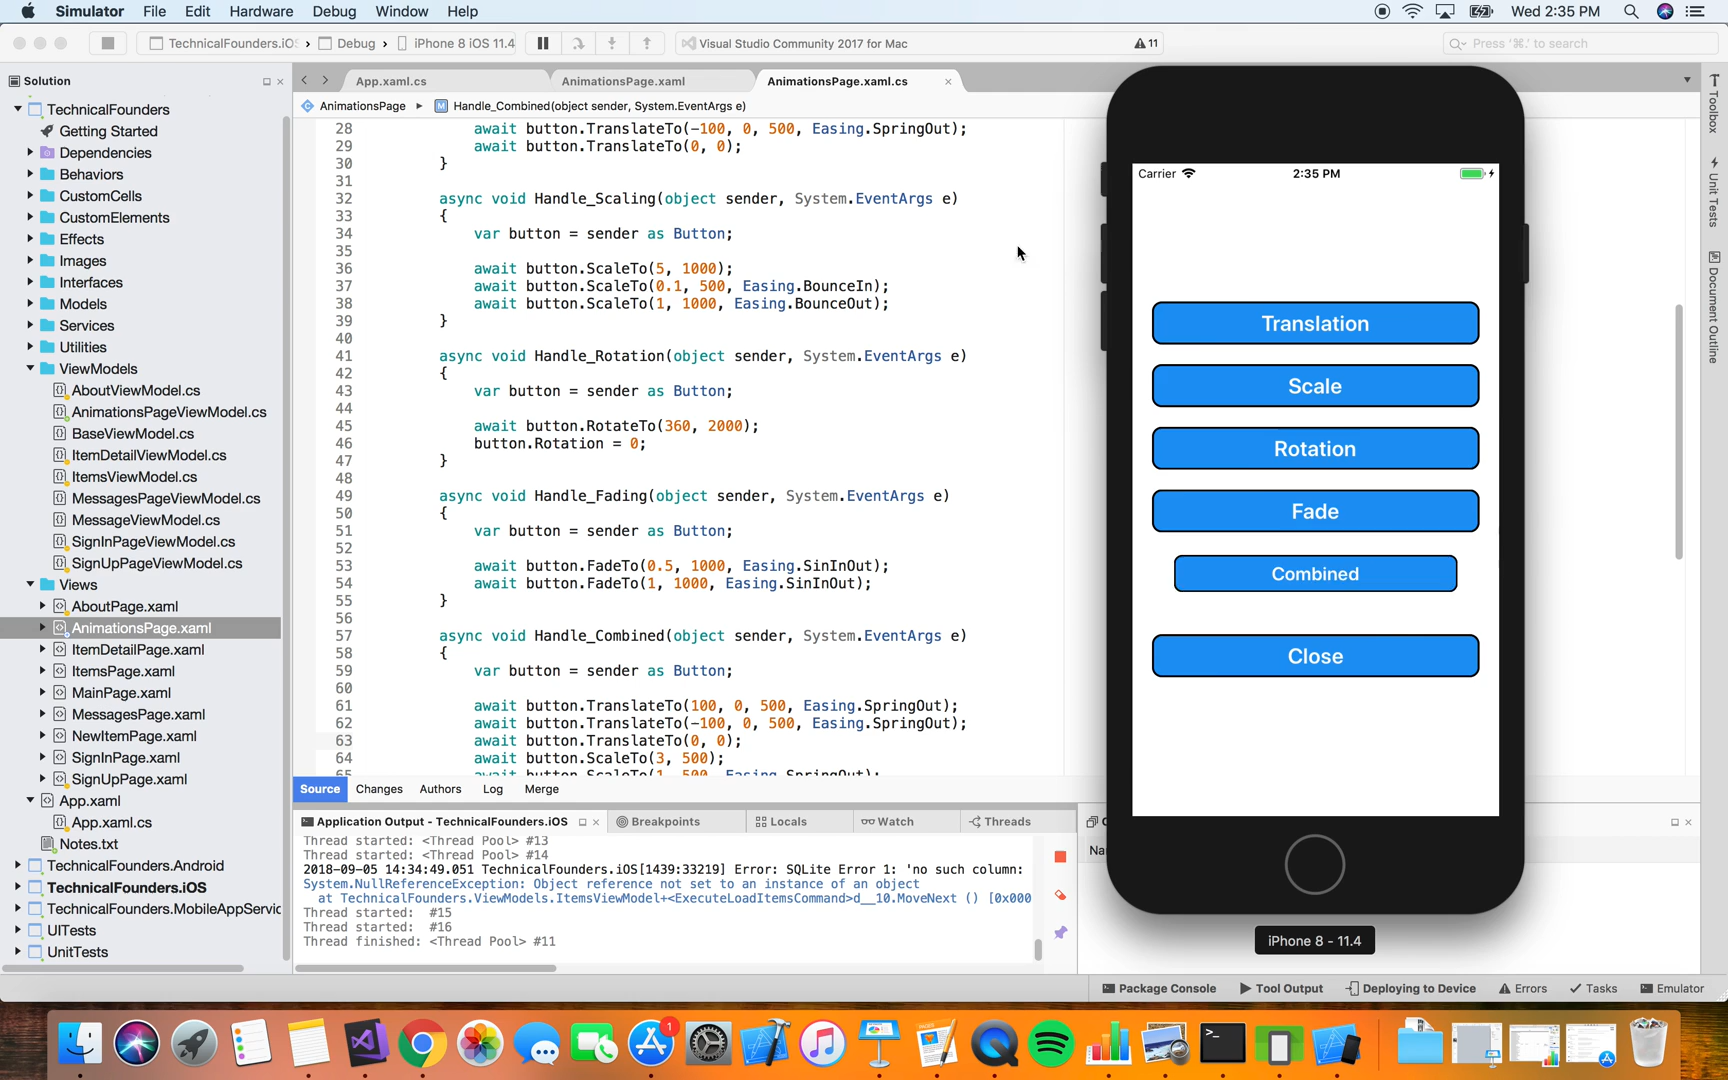 Simulator File Edit Hardware Debug Window Help
Wed 2:35 PM
TechnicalFounders.iO Debug iPhone 8 iOS 11.4
Visual Studio Community 2017 for Mac
11
Press '⌘.' to search
Solution
App.xaml.cs
AnimationsPage.xaml
AnimationsPage.xaml.cs
AnimationsPage
Handle_Combined(object sender, System.EventArgs e)
TechnicalFounders
Getting Started
Dependencies
Behaviors
CustomCells
CustomElements
Effects
Images
Interfaces
Models
Services
Utilities
ViewModels
AboutViewModel.cs
AnimationsPageViewModel.cs
BaseViewModel.cs
ItemDetailViewModel.cs
ItemsViewModel.cs
MessagesPageViewModel.cs
MessageViewModel.cs
SignInPageViewModel.cs
SignUpPageViewModel.cs
Views
AboutPage.xaml
AnimationsPage.xaml
ItemDetailPage.xaml
ItemsPage.xaml
MainPage.xaml
MessagesPage.xaml
NewItemPage.xaml
SignInPage.xaml
SignUpPage.xaml
App.xaml
App.xaml.cs
Notes.txt
TechnicalFounders.Android
TechnicalFounders.iOS
TechnicalFounders.MobileAppServic
UITests
UnitTests
28 await button.TranslateTo(-100, 0, 500, Easing.SpringOut);
29 await button.TranslateTo(0, 0);
30 }
31
32 async void Handle_Scaling(object sender, System.EventArgs e)
33 {
34 var button = sender as Button;
35
36 await button.ScaleTo(5, 1000);
37 await button.ScaleTo(0.1, 500, Easing.BounceIn);
38 await button.ScaleTo(1, 1000, Easing.BounceOut);
39 }
40
41 async void Handle_Rotation(object sender, System.EventArgs e)
42 {
43 var button = sender as Button;
44
45 await button.RotateTo(360, 2000);
46 button.Rotation = 0;
47 }
48
49 async void Handle_Fading(object sender, System.EventArgs e)
50 {
51 var button = sender as Button;
52
53 await button.FadeTo(0.5, 1000, Easing.SinInOut);
54 await button.FadeTo(1, 1000, Easing.SinInOut);
55 }
56
57 async void Handle_Combined(object sender, System.EventArgs e)
58 {
59 var button = sender as Button;
60
61 await button.TranslateTo(100, 0, 500, Easing.SpringOut);
62 await button.TranslateTo(-100, 0, 500, Easing.SpringOut);
63 await button.TranslateTo(0, 0);
64 await button.ScaleTo(3, 500);
65 await button.ScaleTo(1, 500, Easing.SpringOut);
Source Changes Authors Log Merge
Application Output - TechnicalFounders.iOS
Breakpoints
Locals
Watch
Threads
Thread started: <Thread Pool> #13
Thread started: <Thread Pool> #14
2018-09-05 14:34:49.051 TechnicalFounders.iOS[1439:33219] Error: SQLite Error 1: 'no such column:
System.NullReferenceException: Object reference not set to an instance of an object
at TechnicalFounders.ViewModels.ItemsViewModel+<ExecuteLoadItemsCommand>d__10.MoveNext () [0x000
Thread started: #15
Thread started: #16
Thread finished: <Thread Pool> #11
Na
Carrier
2:35 PM
Translation
Scale
Rotation
Fade
Combined
Close
iPhone 8 - 11.4
Toolbox
Unit Tests
Document Outline
Package Console Tool Output Deploying to Device Errors Tasks Emulator
1